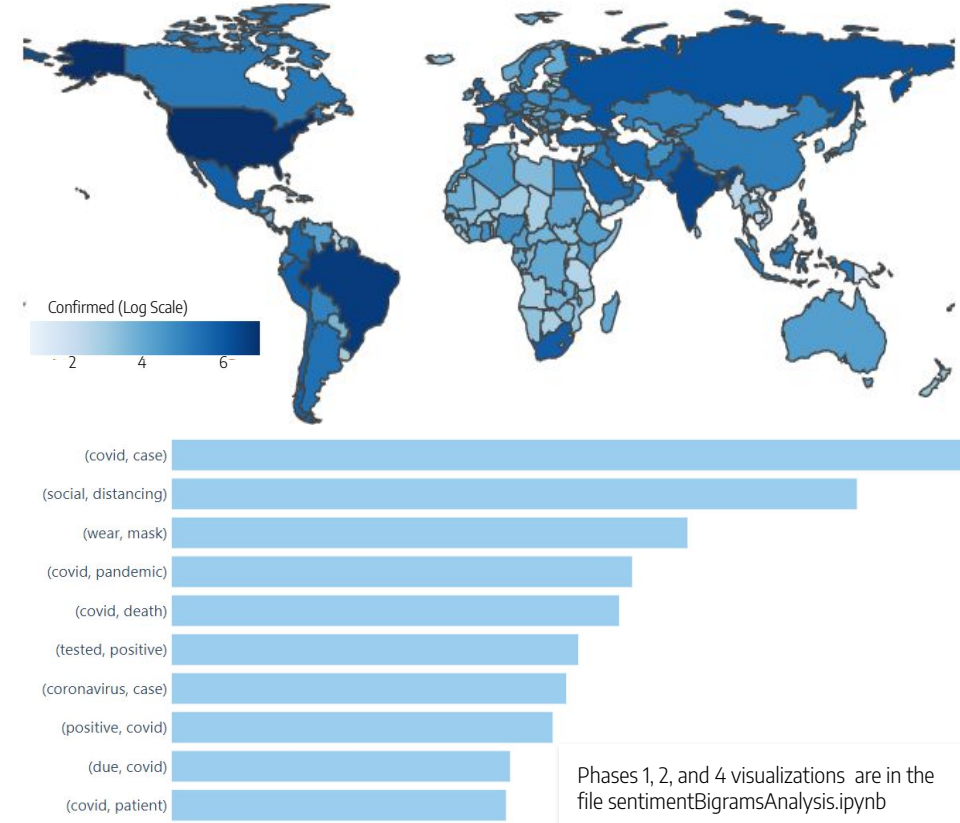 Confirmed (Log Scale)
2 4 6
(covid, case)
(social, distancing)
(wear, mask)
(covid, pandemic)
(covid, death)
(tested, positive)
(coronavirus, case)
(positive, covid)
(due, covid)
(covid, patient)
Phases 1, 2, and 4 visualizations are in the
file sentimentBigramsAnalysis.ipynb